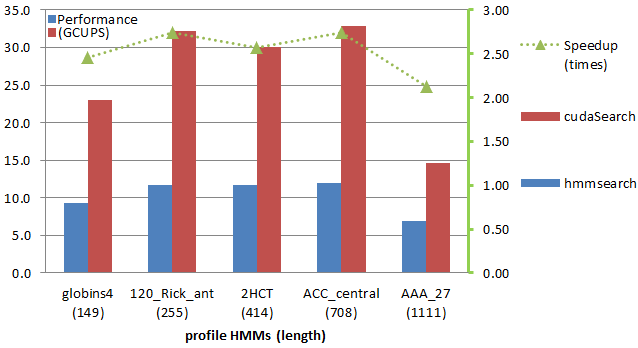 35.0
30.0
25.0
20.0
15.0
10.0
5.0
0.0
Performance
(GCUPS)
3.00
2.50
2.00
1.50
1.00
0.50
0.00
Speedup
(times)
cudaSearch
hmmsearch
globins4
(149)
120_Rick_ant
(255)
2HCT
(414)
ACC_central
(708)
AAA_27
(1111)
profile HMMs (length)